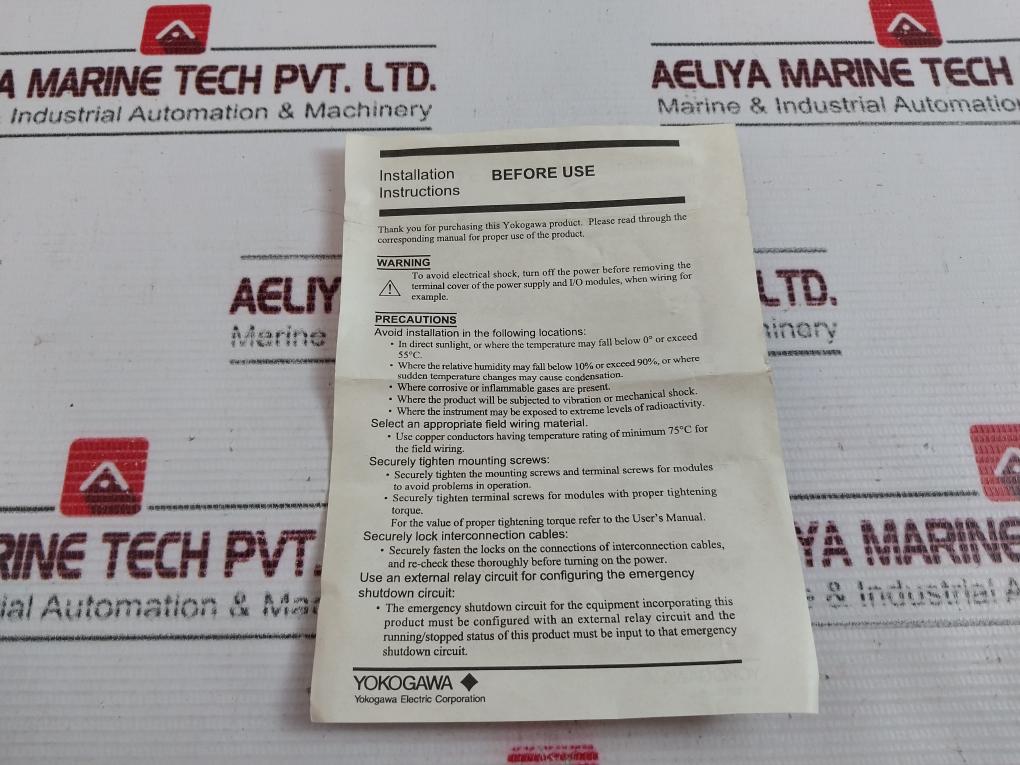 A MARINE TECH PVT. LTD.
& Industrial Automation & Machinery
AELIYA MARINE TECH
Marine & Industrial Automation
Installation
Instructions
BEFORE USE
Thank you for purchasing this Yokogawa product. Please read through the
corresponding manual for proper use of the product.
WARNING
To avoid electrical shock, turn off the power before removing the
terminal cover of the power supply and I/O modules, when wiring for
example.
PRECAUTIONS
Avoid installation in the following locations:
• In direct sunlight, or where the temperature may fall below 0° or exceed
55°C.
• Where the relative humidity may fall below 10% or exceed 90%, or where
sudden temperature changes may cause condensation.
• Where corrosive or inflammable gases are present.
• Where the product will be subjected to vibration or mechanical shock.
• Where the instrument may be exposed to extreme levels of radioactivity.
Select an appropriate field wiring material.
• Use copper conductors having temperature rating of minimum 75°C for
the field wiring.
Securely tighten mounting screws:
• Securely tighten the mounting screws and terminal screws for modules
to avoid problems in operation.
• Securely tighten terminal screws for modules with proper tightening
torque.
For the value of proper tightening torque refer to the User's Manual.
Securely lock interconnection cables:
• Securely fasten the locks on the connections of interconnection cables,
and re-check these thoroughly before turning on the power.
Use an external relay circuit for configuring the emergency
shutdown circuit:
• The emergency shutdown circuit for the equipment incorporating this
product must be configured with an external relay circuit and the
running/stopped status of this product must be input to that emergency
shutdown circuit.
YOKOGAWA
Yokogawa Electric Corporation
AELIY
LTD.
Marine
hinery
RINE TECH PVT.
ial Automation & Mac
YA MARINE
& Industrial A